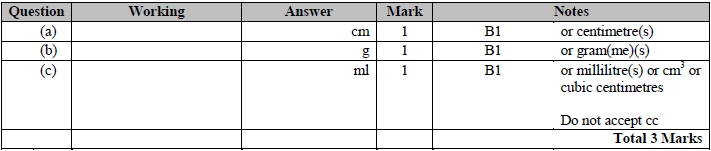 Question Working Answer Mark Notes
(a) cm 1 B1 or centimetre(s)
(b) g 1 B1 or gram(me)(s)
(c) ml 1 B1 or millilitre(s) or cm³ or
cubic centimetres
Do not accept cc
Total 3 Marks